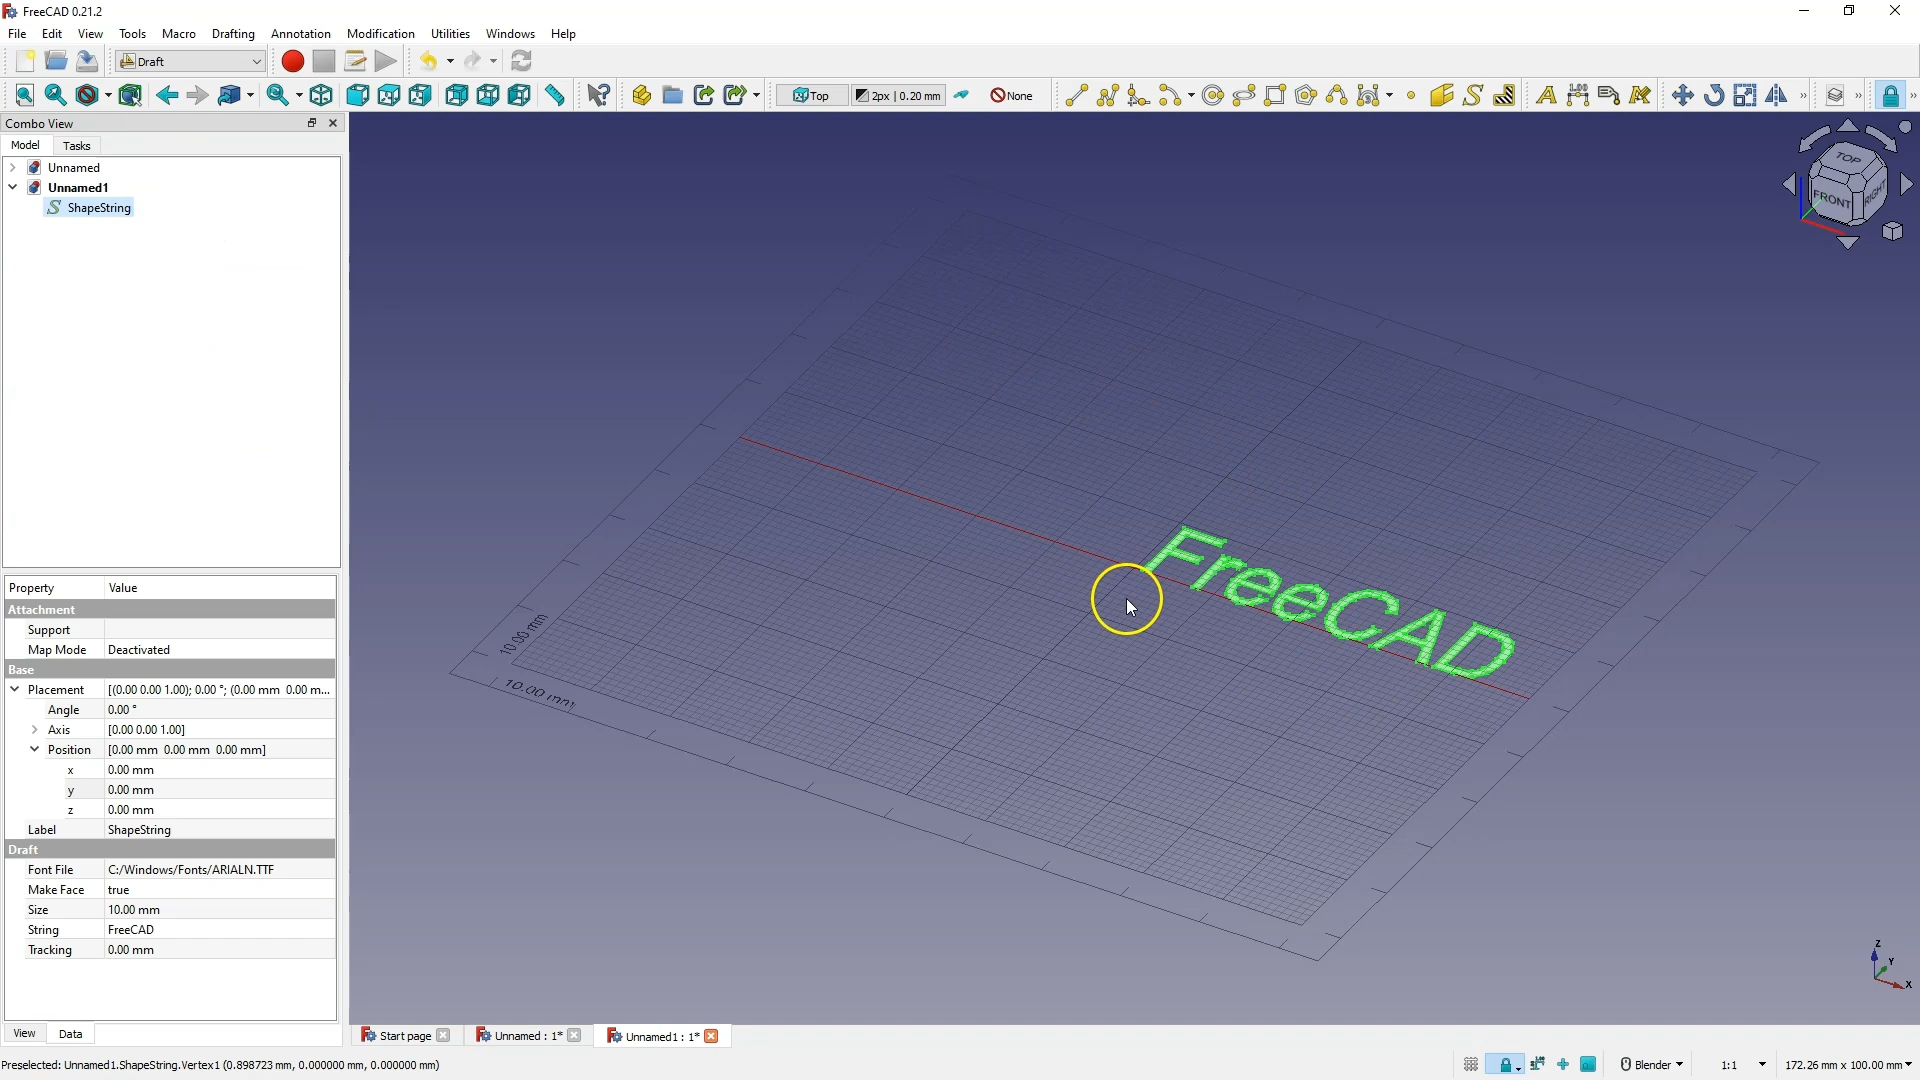 FreeCAD 0.21.2
File Edit View Tools Macro Drafting Annotation Modification Utilities Windows Help
Draft
Top 2px | 0.20 mm None
Combo View
Model Tasks
Unnamed
Unnamed1
ShapeString
TOP
FRONT RIGHT
FreeCAD
10.00 mm
10.00 mm
Z
Y
X
Property Value
Attachment
Support
Map Mode Deactivated
Base
Placement [(0.00 0.00 1.00); 0.00 °; (0.00 mm 0.00 m...
Angle 0.00 °
Axis [0.00 0.00 1.00]
Position [0.00 mm 0.00 mm 0.00 mm]
x 0.00 mm
y 0.00 mm
z 0.00 mm
Label ShapeString
Draft
Font File C:/Windows/Fonts/ARIALN.TTF
Make Face true
Size 10.00 mm
String FreeCAD
Tracking 0.00 mm
View Data
Start page Unnamed : 1* Unnamed1 : 1*
Preselected: Unnamed1.ShapeString.Vertex1 (0.898723 mm, 0.000000 mm, 0.000000 mm)
Blender 1:1 172.26 mm x 100.00 mm